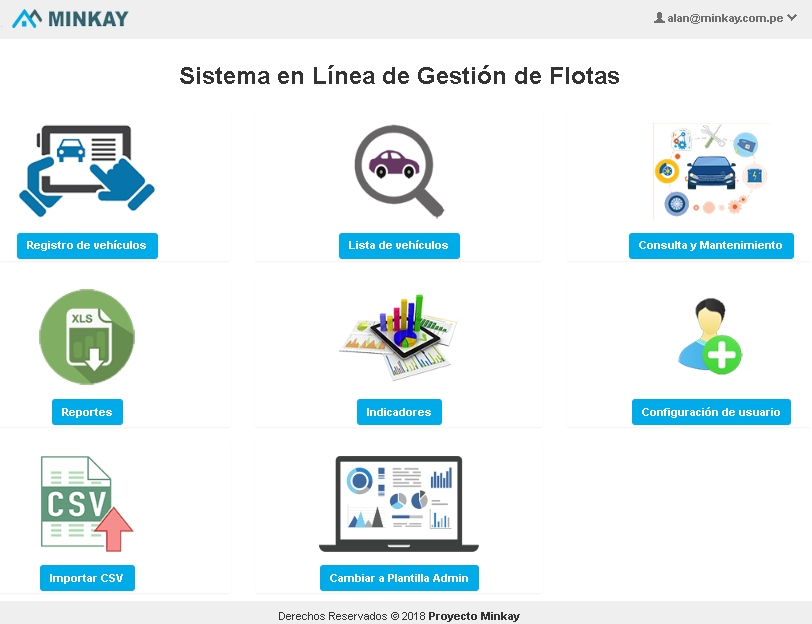 MINKAY
alan@minkay.com.pe
Sistema en Línea de Gestión de Flotas
Registro de vehículos
Lista de vehículos
Consulta y Mantenimiento
XLS
Reportes
Indicadores
Configuración de usuario
CSV
Importar CSV
Cambiar a Plantilla Admin
Derechos Reservados © 2018 Proyecto Minkay